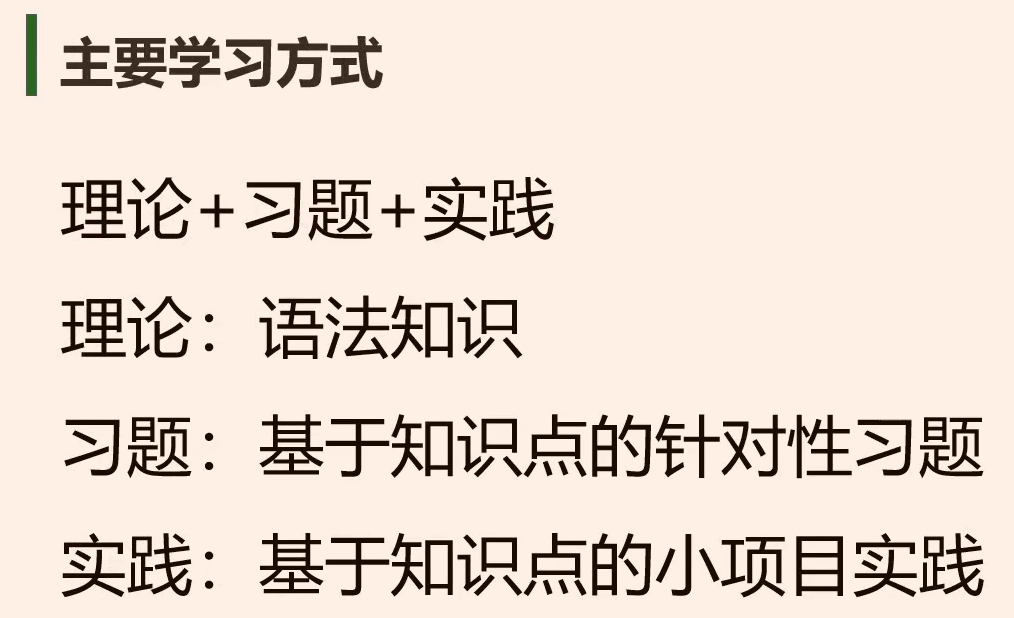 主要学习方式
理论+习题+实践
理论：语法知识
习题：基于知识点的针对性习题
实践：基于知识点的小项目实践